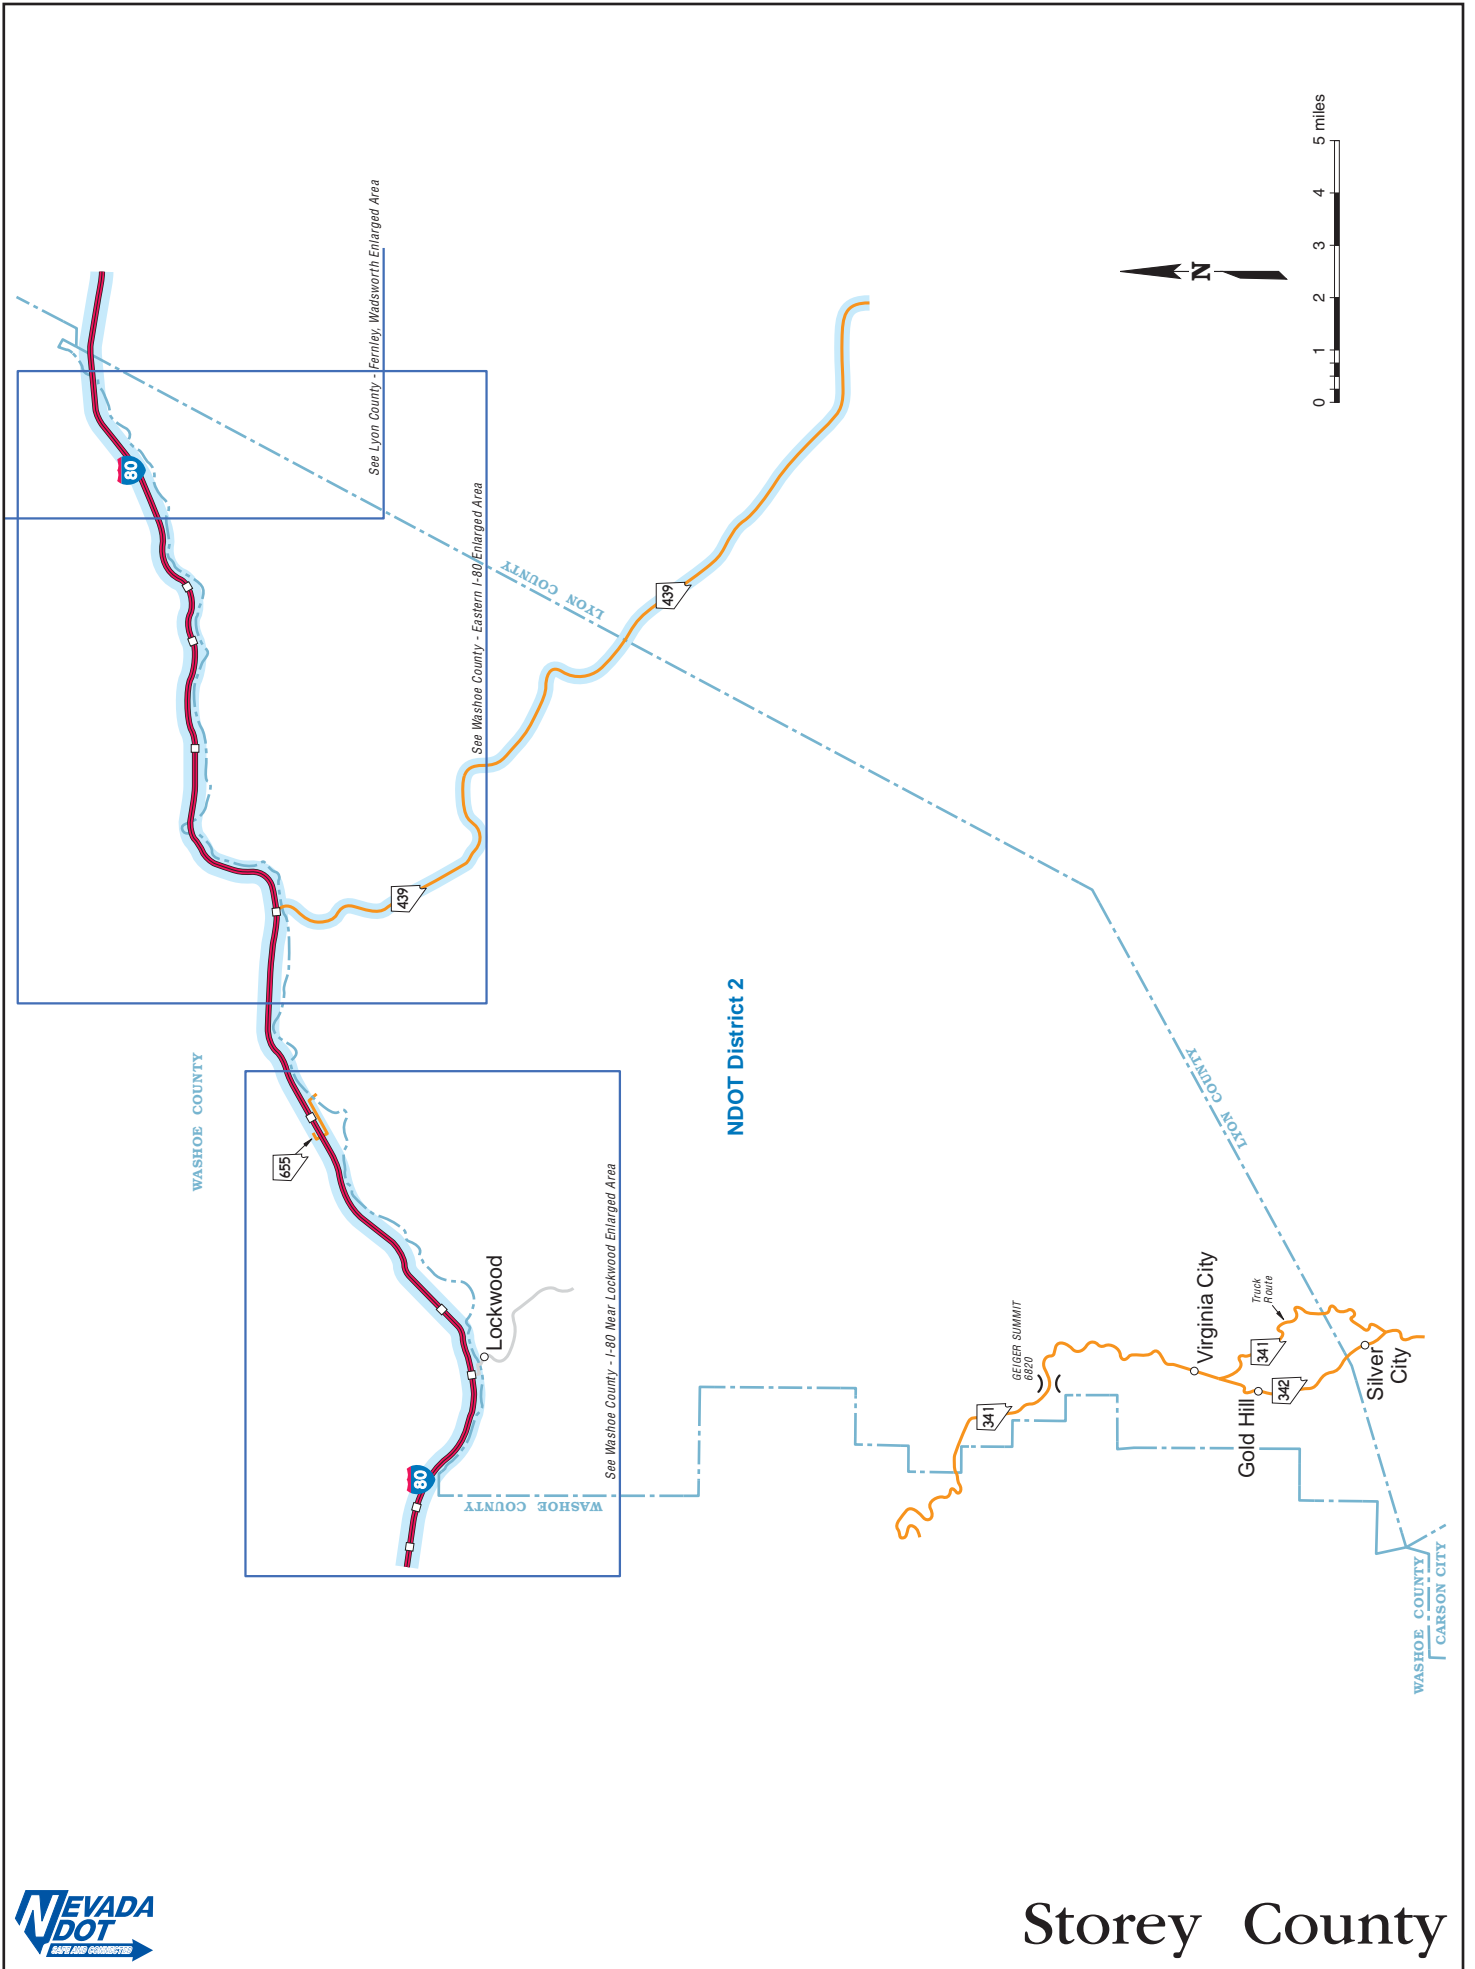 See Lyon County - Fernley, Wadsworth Enlarged Area
80
See Washoe County - Eastern I-80 Enlarged Area
LYON COUNTY
439
439
0 1 2 3 4 5 miles
N
WASHOE COUNTY
655
NDOT District 2
See Washoe County - I-80 Near Lockwood Enlarged Area
Lockwood
80
WASHOE COUNTY
LYON COUNTY
GEIGER SUMMIT
6820
341
Virginia City
Truck
Route
341
342
Gold Hill
Silver
City
WASHOE COUNTY
CARSON CITY
NEVADA
DOT
SAFE AND CONNECTED
Storey County